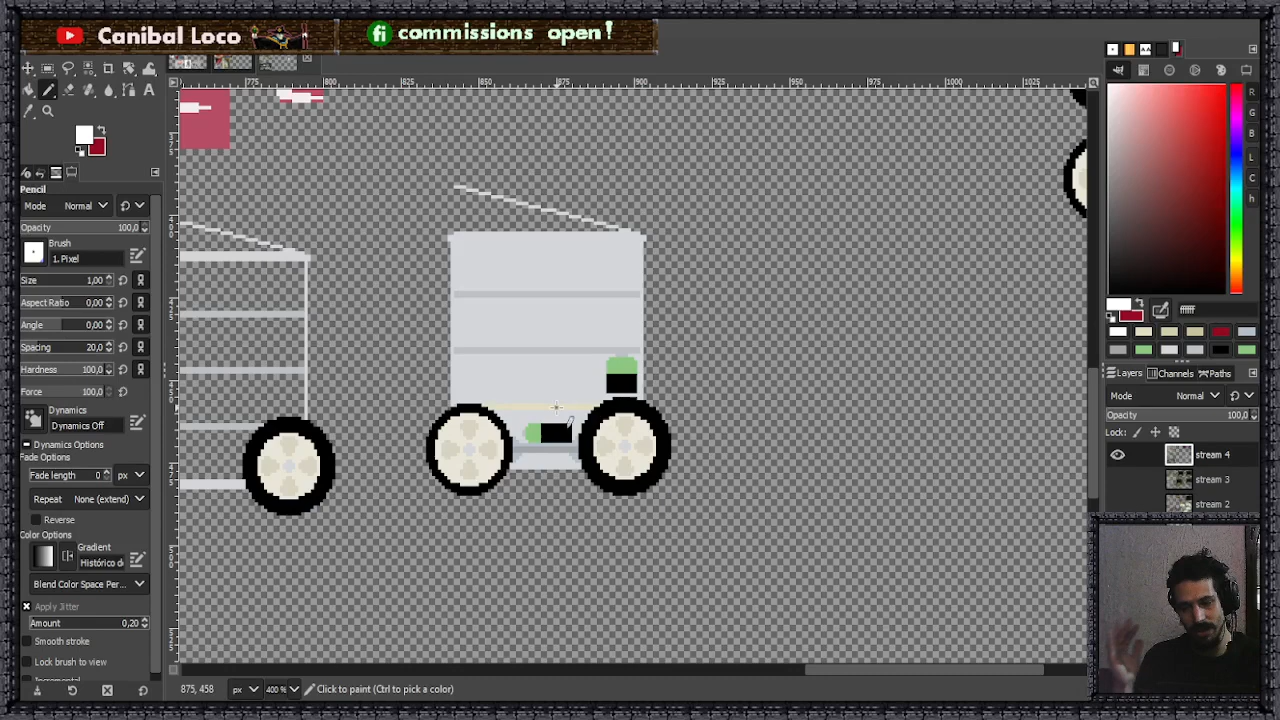 Canibal Loco
fi commissions open!
775 800 825 850 875 900 925 950 975 1000 1025
Pencil
Mode Normal
Opacity 100,0
Brush
1. Pixel
Size 1,00
Aspect Ratio 0,00
Angle 0,00
Spacing 20,0
Hardness 100,0
Force 100,0
Dynamics
Dynamics Off
Dynamics Options
Fade Options
Fade length 0 px
Repeat None (extend)
Reverse
Color Options
Gradient
Histórico d
Blend Color Space Per...
Apply Jitter
Amount 0,20
Smooth stroke
Lock brush to view
Incremental
875, 458 px 400 % Click to paint (Ctrl to pick a color)
R
G
B
L
C
h
ffffff
Layers Channels Paths
Mode Normal
Opacity 100,0
Lock:
stream 4
stream 3
stream 2